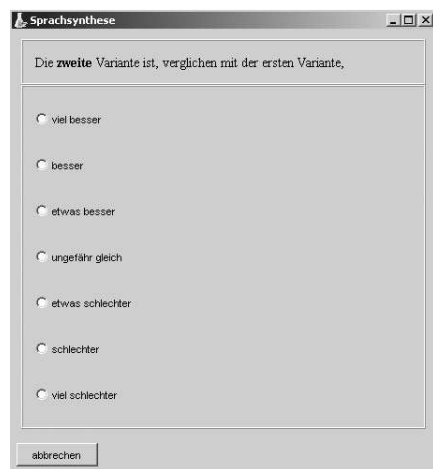 Sprachsynthese
Die zweite Variante ist, verglichen mit der ersten Variante,
viel besser
besser
etwas besser
ungefähr gleich
etwas schlechter
schlechter
viel schlechter
abbrechen